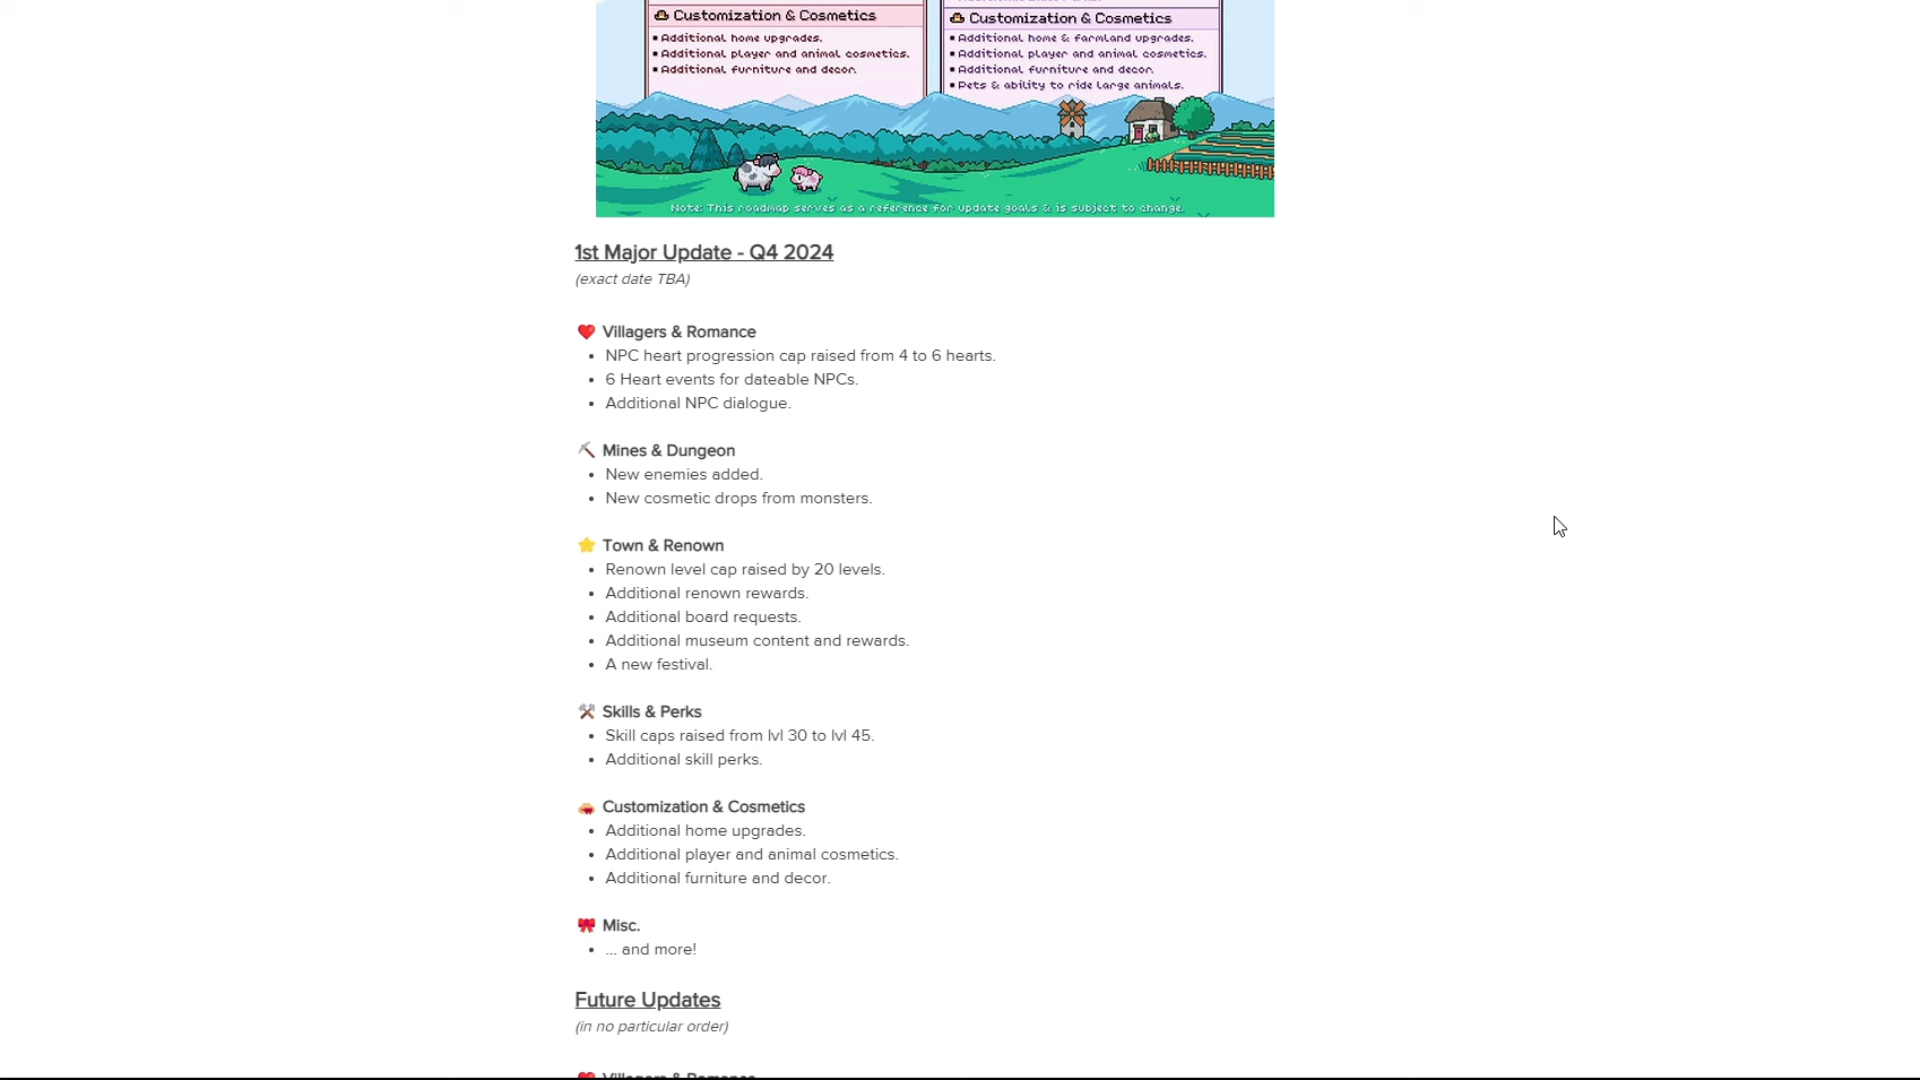 Customization & Cosmetics
▪ Additional home upgrades.
▪ Additional player and animal cosmetics.
▪ Additional furniture and decor.
Customization & Cosmetics
▪ Additional home & farmland upgrades.
▪ Additional player and animal cosmetics.
▪ Additional furniture and decor.
▪ Pets & ability to ride large animals.
Note: This roadmap serves as a reference for update goals & is subject to change.
1st Major Update - Q4 2024
(exact date TBA)
❤️ Villagers & Romance
• NPC heart progression cap raised from 4 to 6 hearts.
• 6 Heart events for dateable NPCs.
• Additional NPC dialogue.
⛏️ Mines & Dungeon
• New enemies added.
• New cosmetic drops from monsters.
⭐ Town & Renown
• Renown level cap raised by 20 levels.
• Additional renown rewards.
• Additional board requests.
• Additional museum content and rewards.
• A new festival.
⚒️ Skills & Perks
• Skill caps raised from lvl 30 to lvl 45.
• Additional skill perks.
👒 Customization & Cosmetics
• Additional home upgrades.
• Additional player and animal cosmetics.
• Additional furniture and decor.
🎀 Misc.
• ... and more!
Future Updates
(in no particular order)
❤️ Villagers & Romance